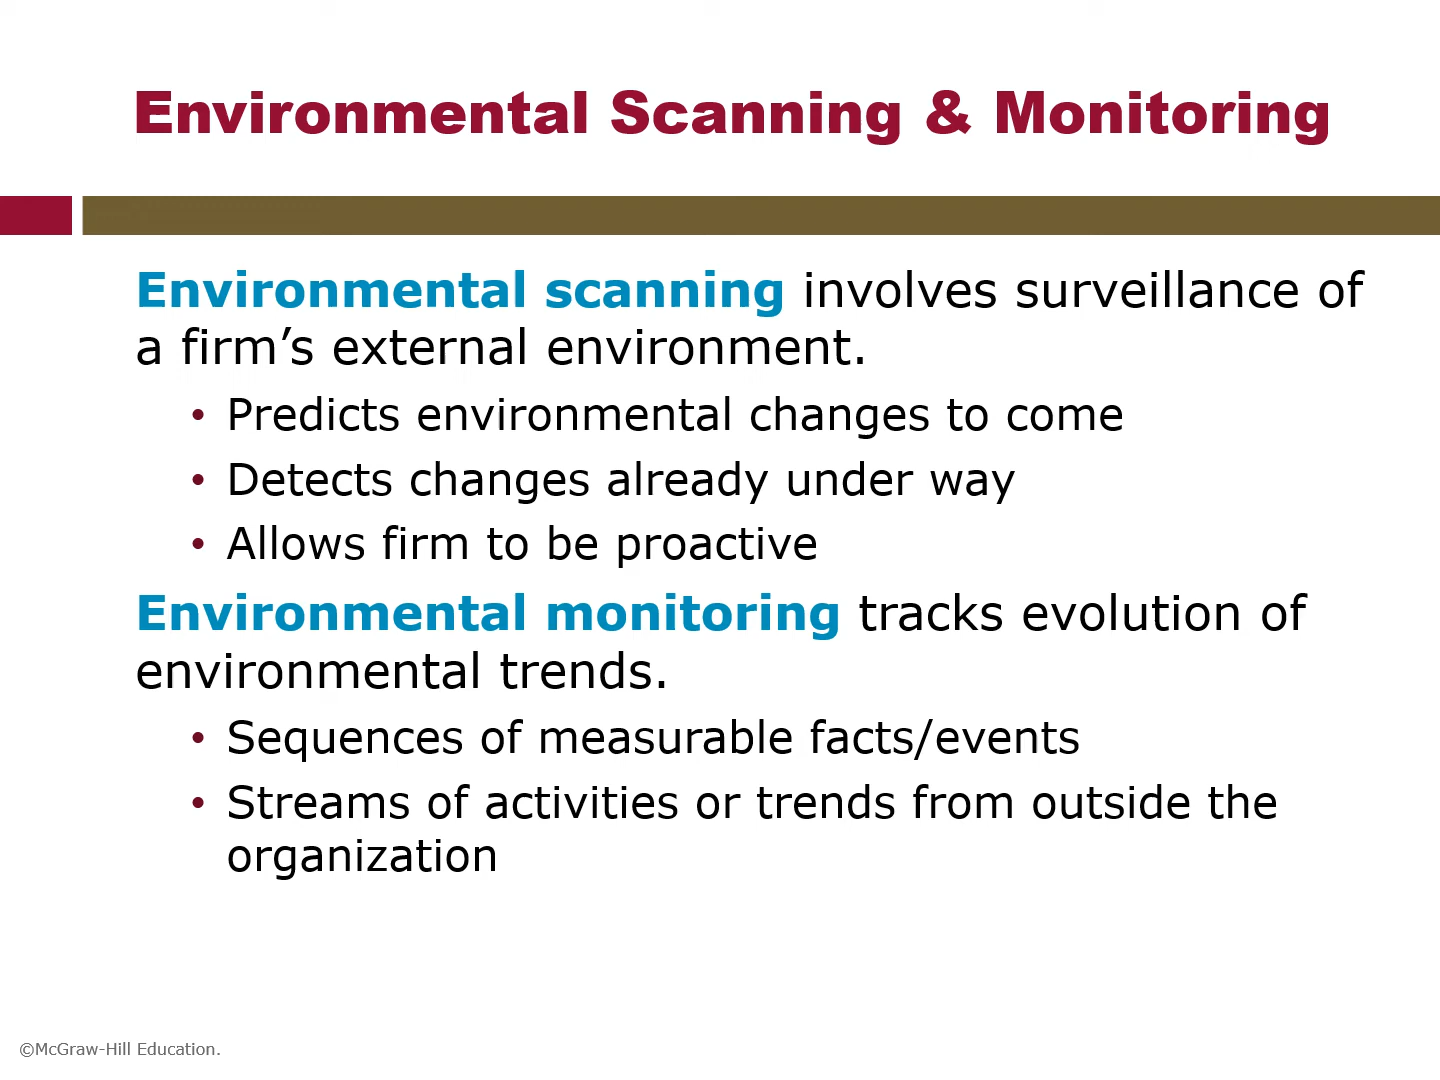 Environmental Scanning & Monitoring
Environmental scanning involves surveillance of
a firm’s external environment.
• Predicts environmental changes to come
• Detects changes already under way
• Allows firm to be proactive
Environmental monitoring tracks evolution of
environmental trends.
• Sequences of measurable facts/events
• Streams of activities or trends from outside the
organization
©McGraw-Hill Education.